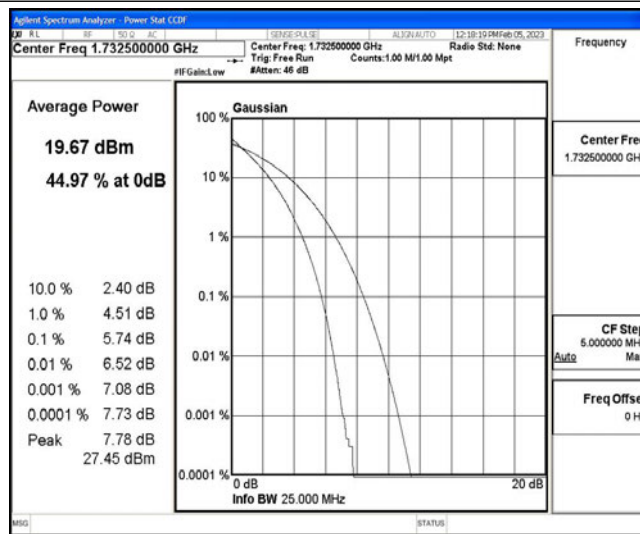 Agilent Spectrum Analyzer - Power Stat CCDF
RL RF 50 Ω AC SENSE:PULSE ALIGNAUTO 12:18:19 PM Feb 05, 2023
Center Freq 1.732500000 GHz
Center Freq: 1.732500000 GHz Radio Std: None
Trig: Free Run Counts:1.00 M/1.00 Mpt
#IFGain:Low #Atten: 46 dB
Frequency
Average Power
19.67 dBm
44.97 % at 0dB
10.0 % 2.40 dB
1.0 % 4.51 dB
0.1 % 5.74 dB
0.01 % 6.52 dB
0.001 % 7.08 dB
0.0001 % 7.73 dB
Peak 7.78 dB
27.45 dBm
Gaussian
100 %
10 %
1 %
0.1 %
0.01 %
0.001 %
0.0001 %
0 dB 20 dB
Info BW 25.000 MHz
Center Fre
1.732500000 GH
CF Ste
5.000000 MH
Auto Ma
Freq Offse
0 H
MSG STATUS